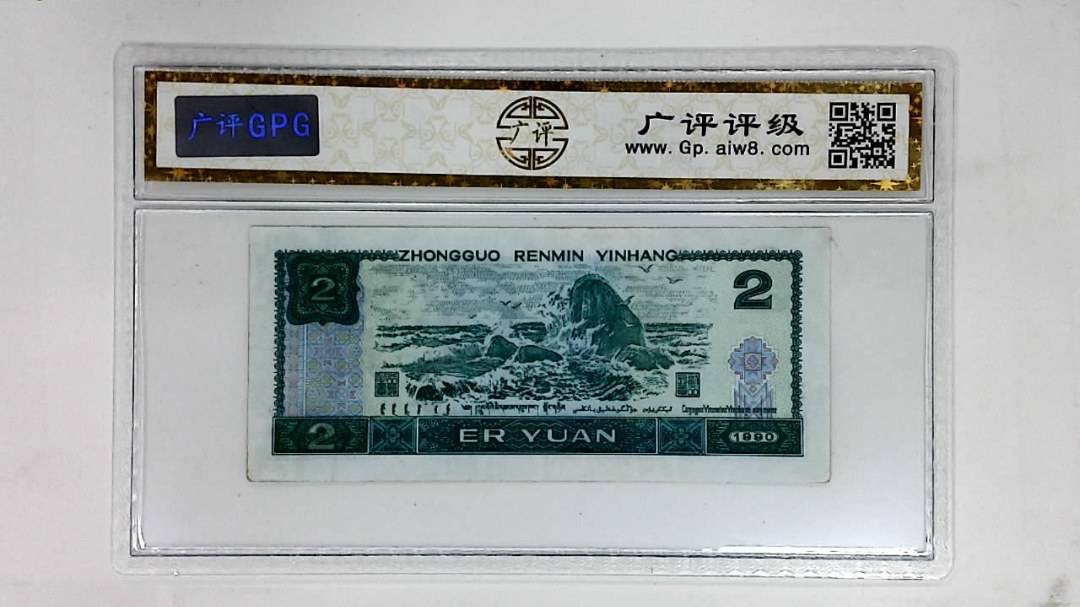 广评GPG
广评
广评评级
www.Gp.aiw8.com
ZHONGGUO RENMIN YINHANG
2
2
2
ER YUAN
1990